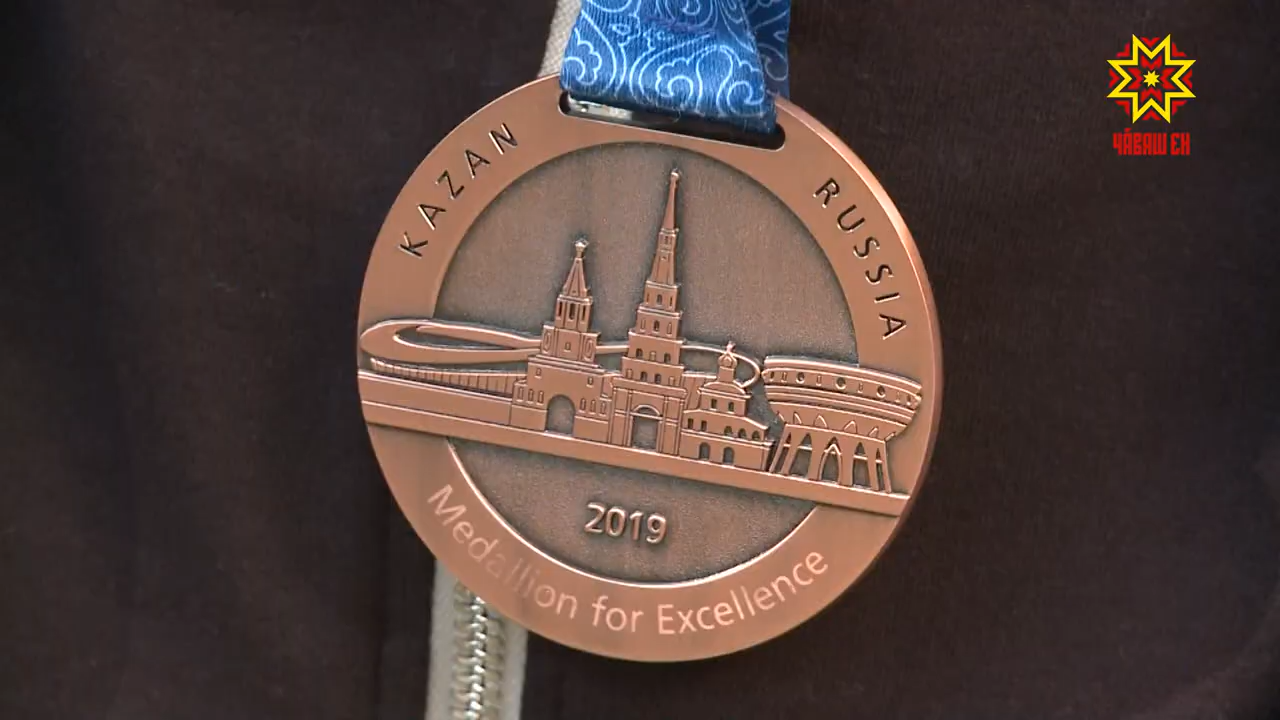 KAZAN
RUSSIA
2019
Medallion for Excellence
ЧӐВАШ ЕН